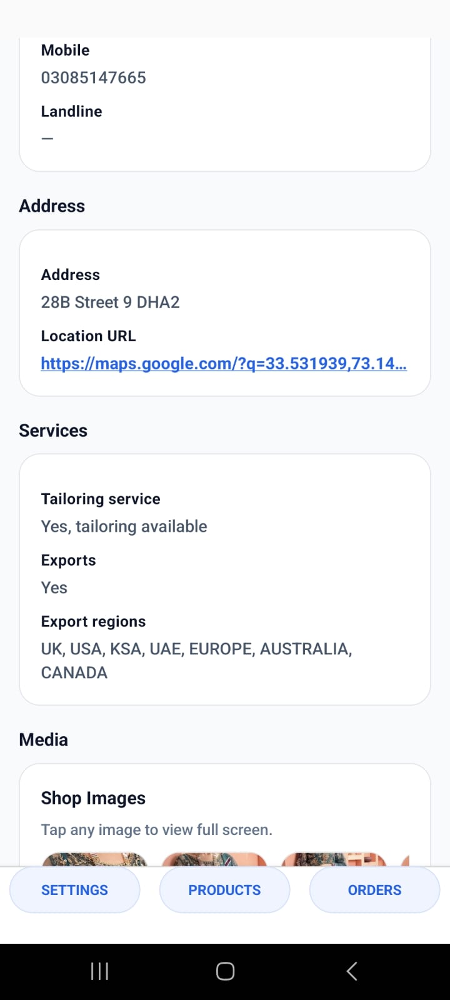 Mobile
03085147665
Landline
—
Address
Address
28B Street 9 DHA2
Location URL
https://maps.google.com/?q=33.531939,73.14...
Services
Tailoring service
Yes, tailoring available
Exports
Yes
Export regions
UK, USA, KSA, UAE, EUROPE, AUSTRALIA,
CANADA
Media
Shop Images
Tap any image to view full screen.
SETTINGS
PRODUCTS
ORDERS